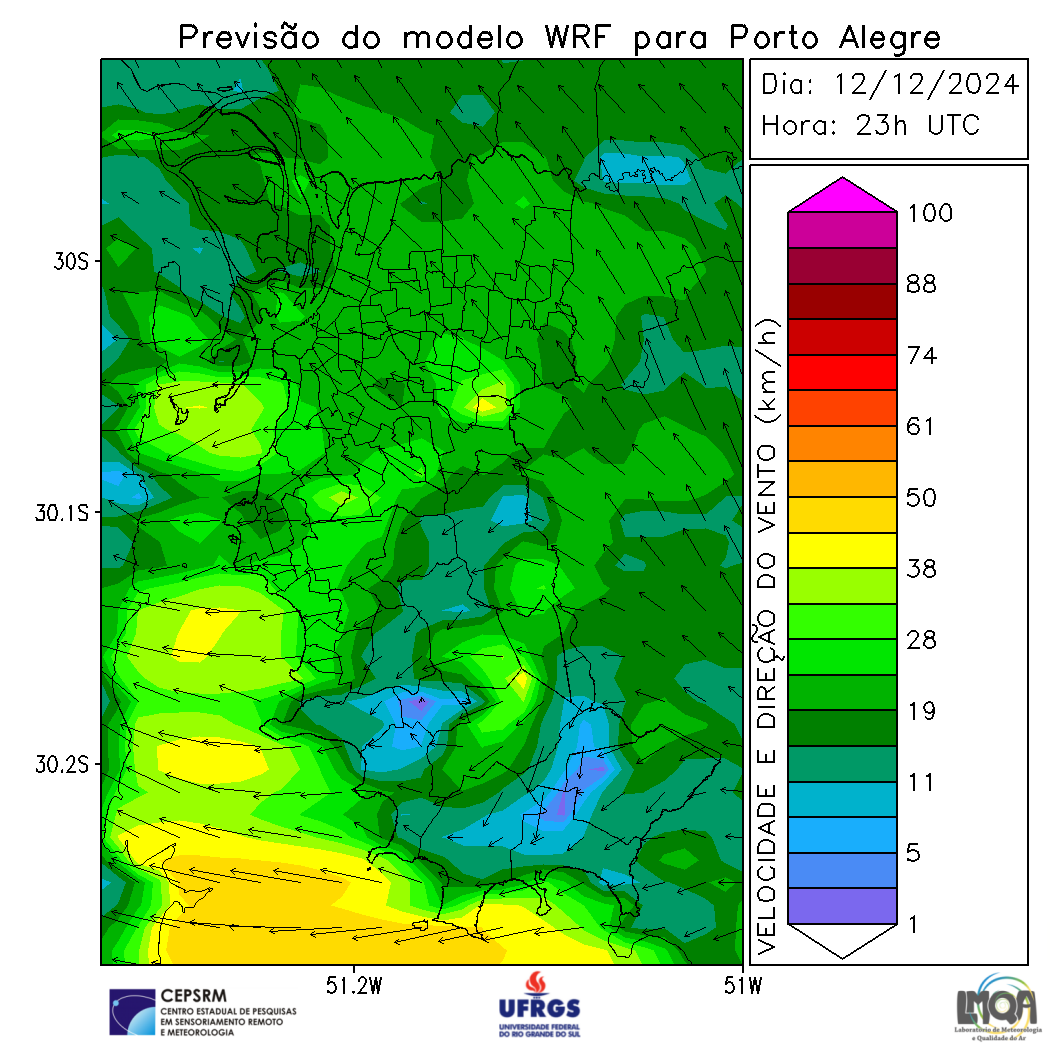 Previsão do modelo WRF para Porto Alegre
Dia: 12/12/2024
Hora: 23h UTC
30S
30.1S
30.2S
51.2W
51W
VELOCIDADE E DIREÇÃO DO VENTO (km/h)
100
88
74
61
50
38
28
19
11
5
1
CEPSRM
CENTRO ESTADUAL DE PESQUISAS
EM SENSORIAMENTO REMOTO
E METEOROLOGIA
UFRGS
UNIVERSIDADE FEDERAL
DO RIO GRANDE DO SUL
LMQA
Laboratório de Meteorologia
e Qualidade do Ar